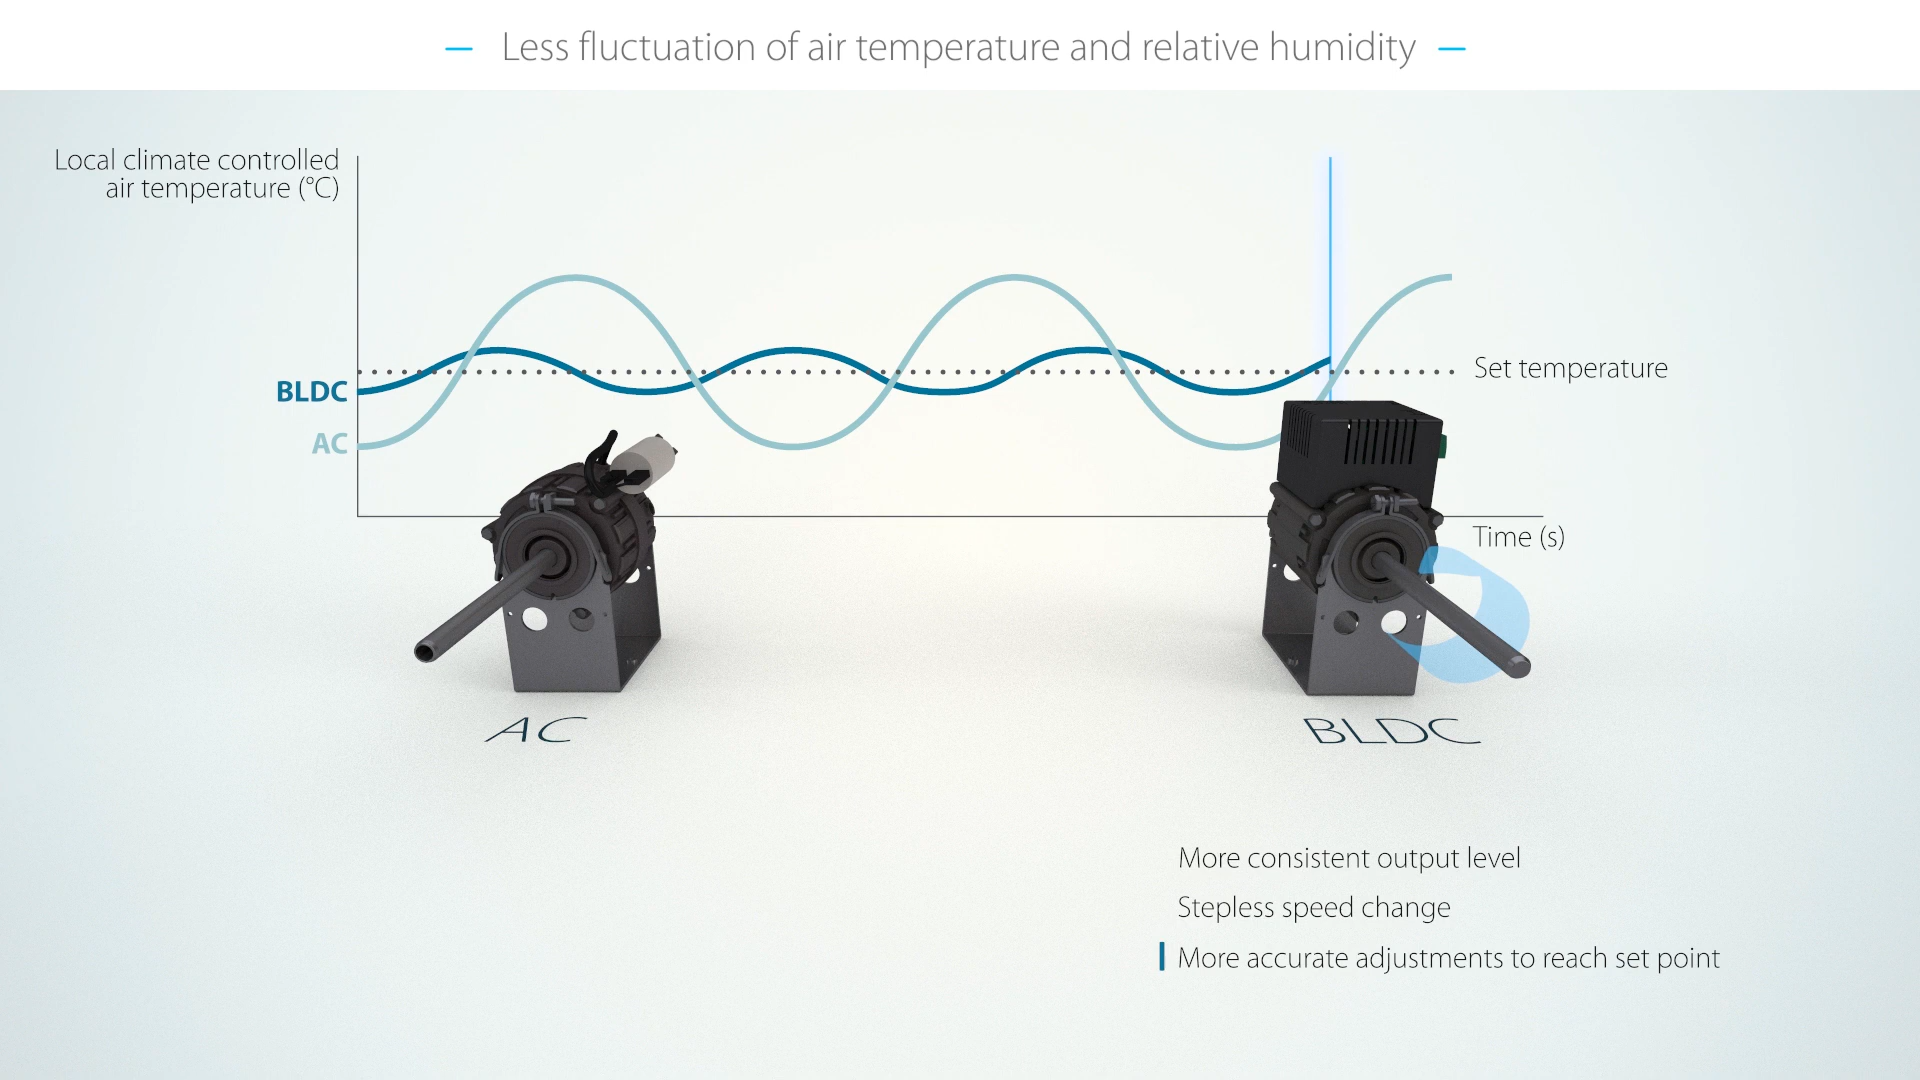 Less fluctuation of air temperature and relative humidity
Local climate controlled
air temperature (°C)
Set temperature
BLDC
AC
Time (s)
AC
BLDC
More consistent output level
Stepless speed change
More accurate adjustments to reach set point